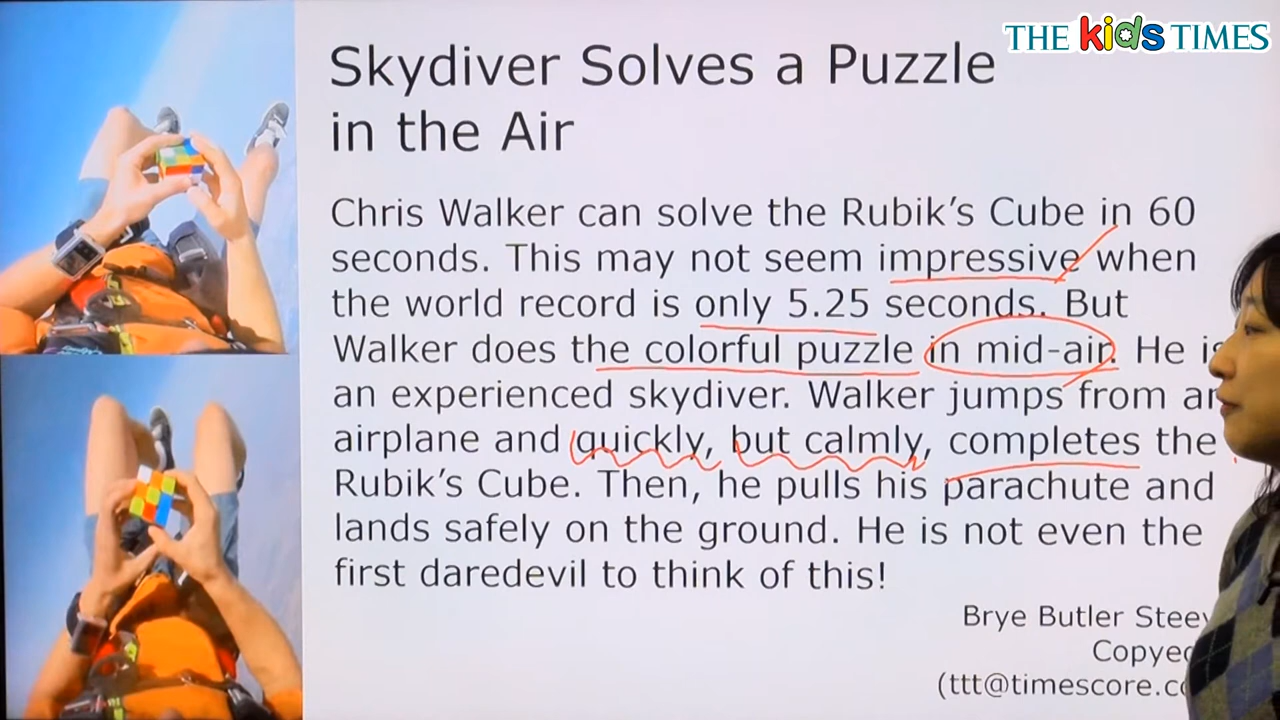 THE kids TIMES
Skydiver Solves a Puzzle
in the Air
Chris Walker can solve the Rubik's Cube in 60
seconds. This may not seem impressive when
the world record is only 5.25 seconds. But
Walker does the colorful puzzle in mid-air. He
an experienced skydiver. Walker jumps from
airplane and quickly, but calmly, completes the
Rubik's Cube. Then, he pulls his parachute and
lands safely on the ground. He is not even the
first daredevil to think of this!
Brye Butler